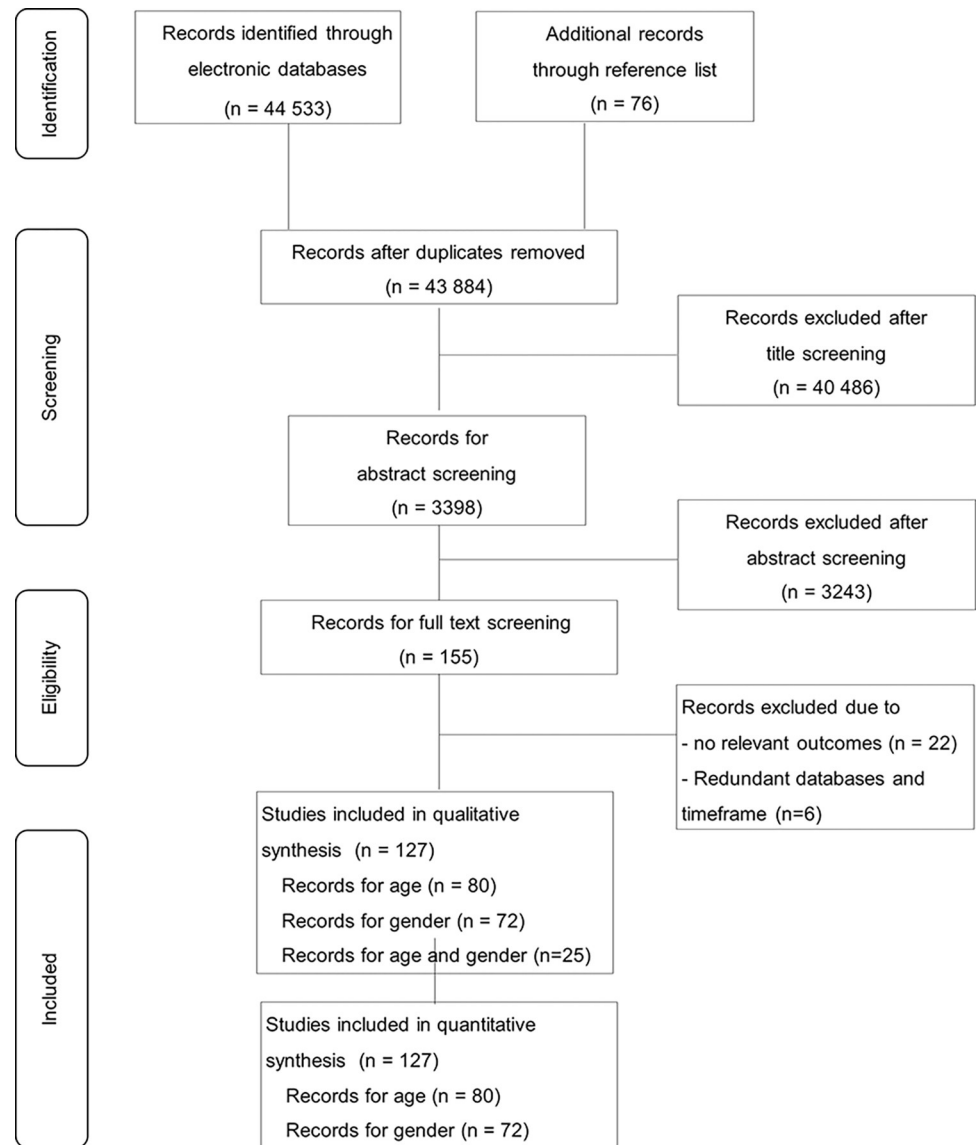 Identification
Records identified through
electronic databases
(n = 44 533)
Additional records
through reference list
(n = 76)
Screening
Records after duplicates removed
(n = 43 884)
Records excluded after
title screening
(n = 40 486)
Records for
abstract screening
(n = 3398)
Records excluded after
abstract screening
(n = 3243)
Eligibility
Records for full text screening
(n = 155)
Records excluded due to
- no relevant outcomes (n = 22)
- Redundant databases and
timeframe (n=6)
Included
Studies included in qualitative
synthesis (n = 127)
Records for age (n = 80)
Records for gender (n = 72)
Records for age and gender (n=25)
Studies included in quantitative
synthesis (n = 127)
Records for age (n = 80)
Records for gender (n = 72)